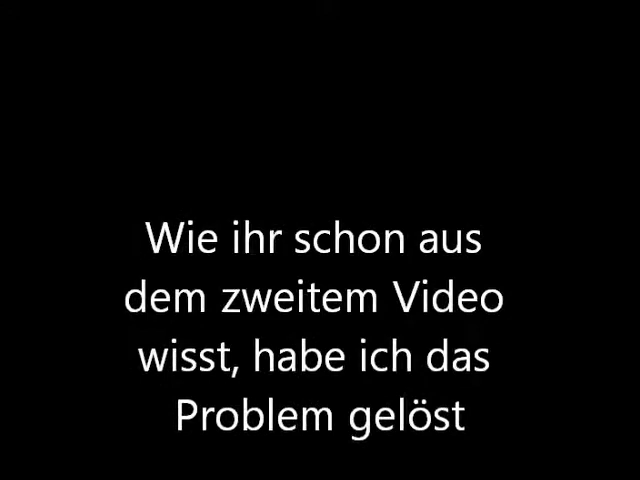 Wie ihr schon aus
dem zweitem Video
wisst, habe ich das
Problem gelöst